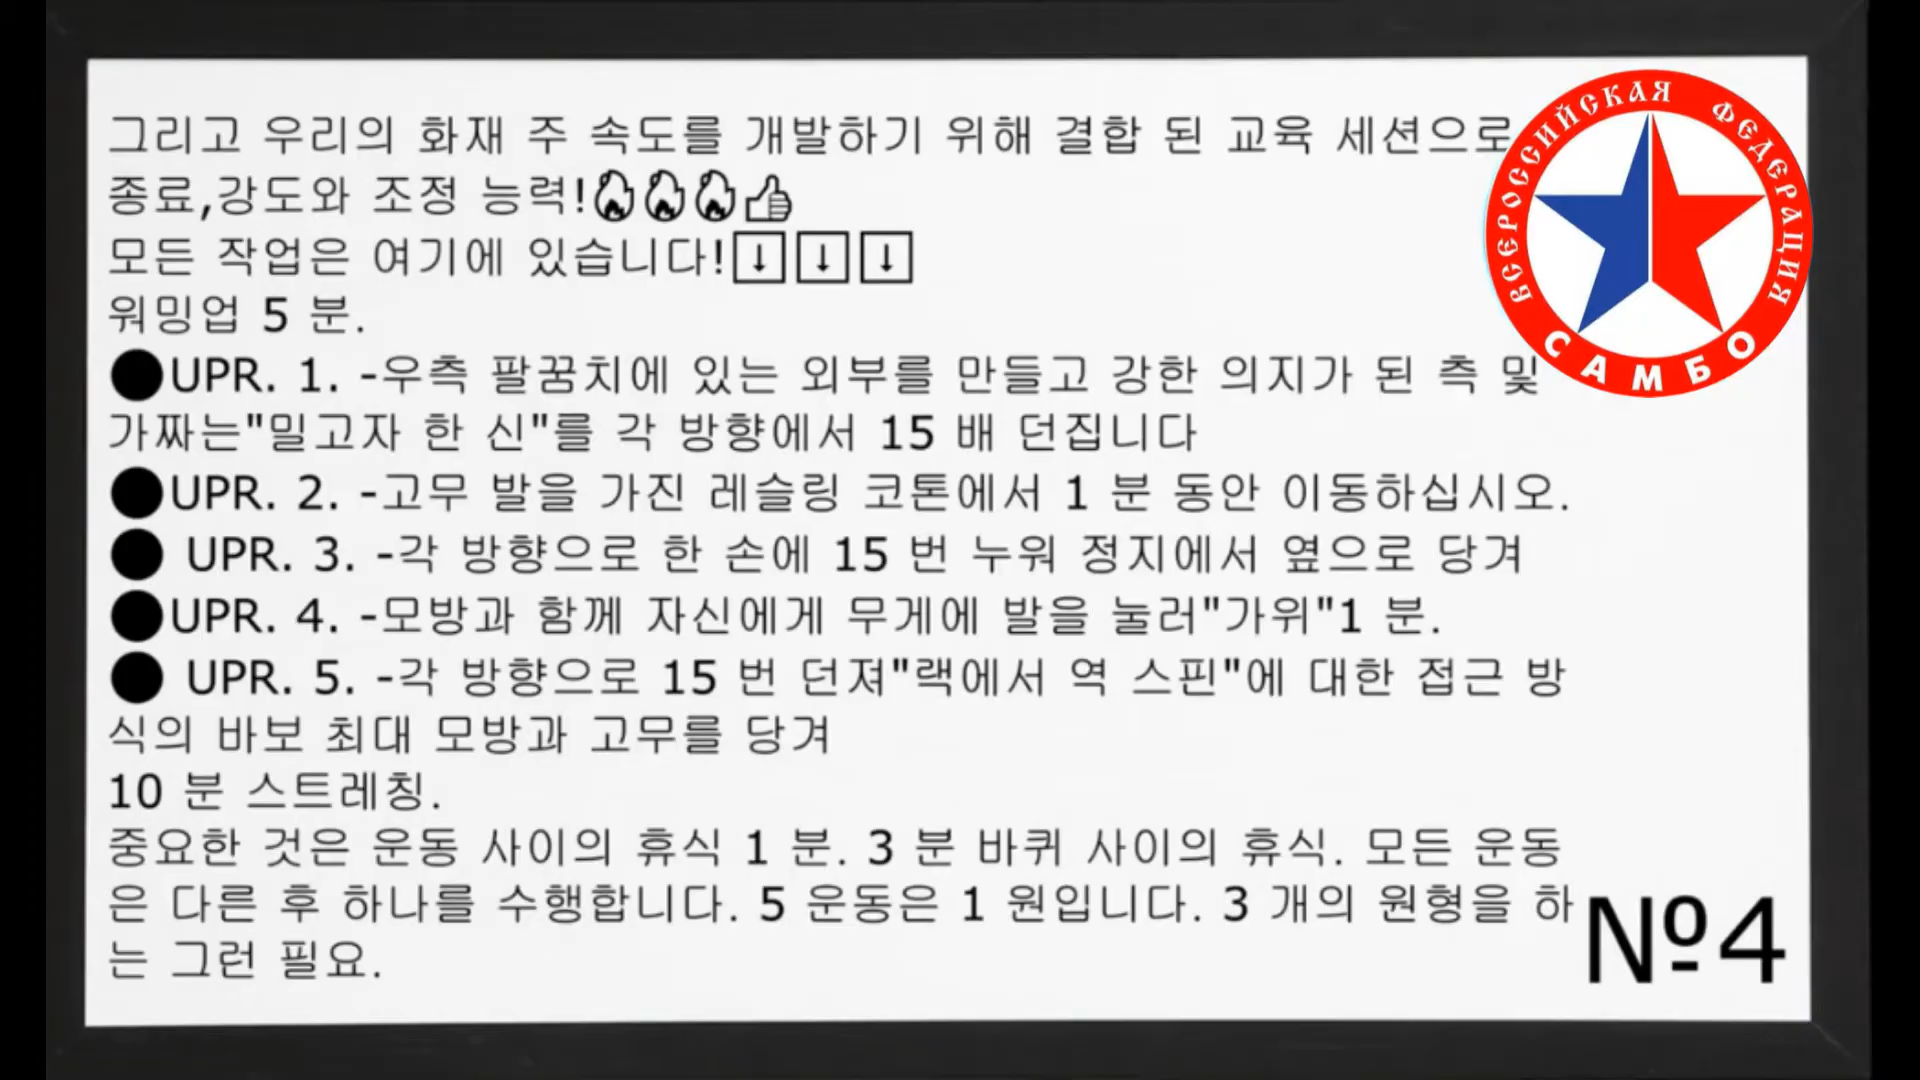 그리고 우리의 화재 주 속도를 개발하기 위해 결합 된 교육 세션으로
종료,강도와 조정 능력!🔥🔥🔥👍
모든 작업은 여기에 있습니다!⬇⬇⬇
워밍업 5 분.
⚫UPR. 1. -우측 팔꿈치에 있는 외부를 만들고 강한 의지가 된 측 및
가짜는"밀고자 한 신"를 각 방향에서 15 배 던집니다
⚫UPR. 2. -고무 발을 가진 레슬링 코톤에서 1 분 동안 이동하십시오.
⚫ UPR. 3. -각 방향으로 한 손에 15 번 누워 정지에서 옆으로 당겨
⚫UPR. 4. -모방과 함께 자신에게 무게에 발을 눌러"가위"1 분.
⚫ UPR. 5. -각 방향으로 15 번 던져"랙에서 역 스핀"에 대한 접근 방
식의 바보 최대 모방과 고무를 당겨
10 분 스트레칭.
중요한 것은 운동 사이의 휴식 1 분. 3 분 바퀴 사이의 휴식. 모든 운동
은 다른 후 하나를 수행합니다. 5 운동은 1 원입니다. 3 개의 원형을 하
는 그런 필요.
ВСЕРОССИЙСКАЯ ФЕДЕРАЦИЯ
САМБО
№4